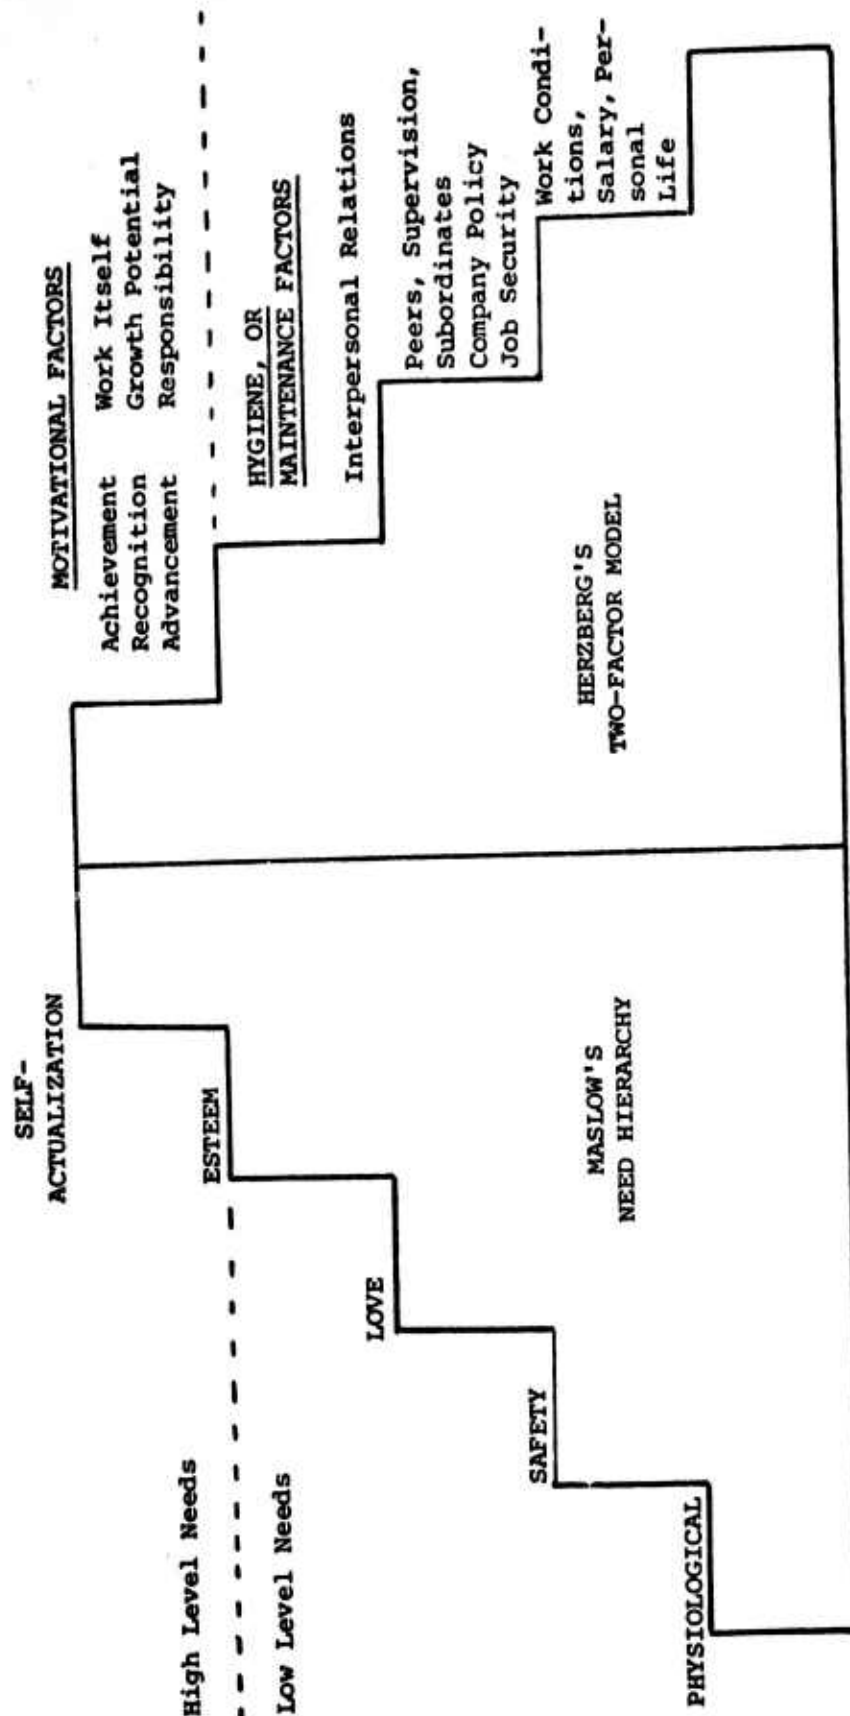 SELF-
ACTUALIZATION
High Level Needs
ESTEEM
Low Level Needs
LOVE
SAFETY
PHYSIOLOGICAL
MASLOW'S
NEED HIERARCHY
MOTIVATIONAL FACTORS
Achievement Work Itself
Recognition Growth Potential
Advancement Responsibility
HYGIENE, OR
MAINTENANCE FACTORS
Interpersonal Relations
Peers, Supervision,
Subordinates
Company Policy
Job Security
Work Condi-
tions,
Salary, Per-
sonal
Life
HERZBERG'S
TWO-FACTOR MODEL